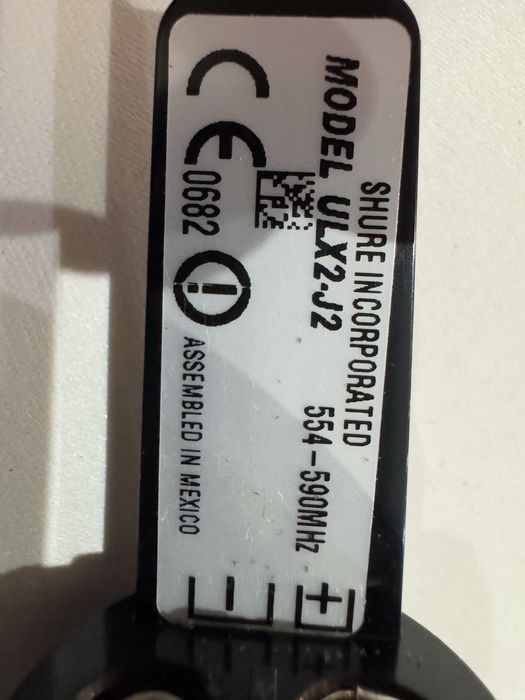 SHURE INCORPORATED
MODEL ULX2-J2 554-590MHz
CE 0682 ASSEMBLED IN MEXICO
+
-